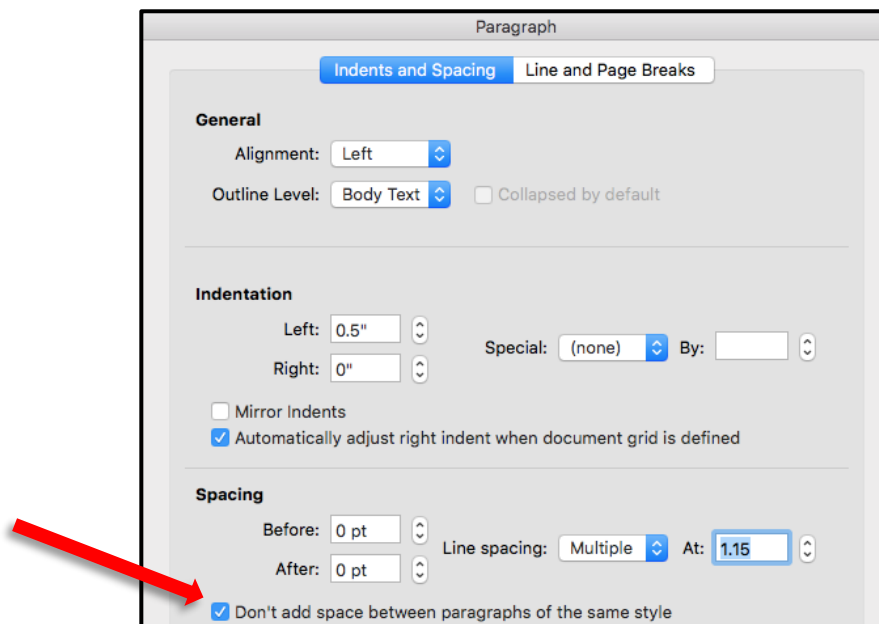 Paragraph
Indents and Spacing Line and Page Breaks
General
Alignment: Left
Outline Level: Body Text Collapsed by default
Indentation
Left: 0.5"
Special: (none) By:
Right: 0"
Mirror Indents
Automatically adjust right indent when document grid is defined
Spacing
Before: 0 pt
Line spacing: Multiple At: 1.15
After: 0 pt
Don't add space between paragraphs of the same style